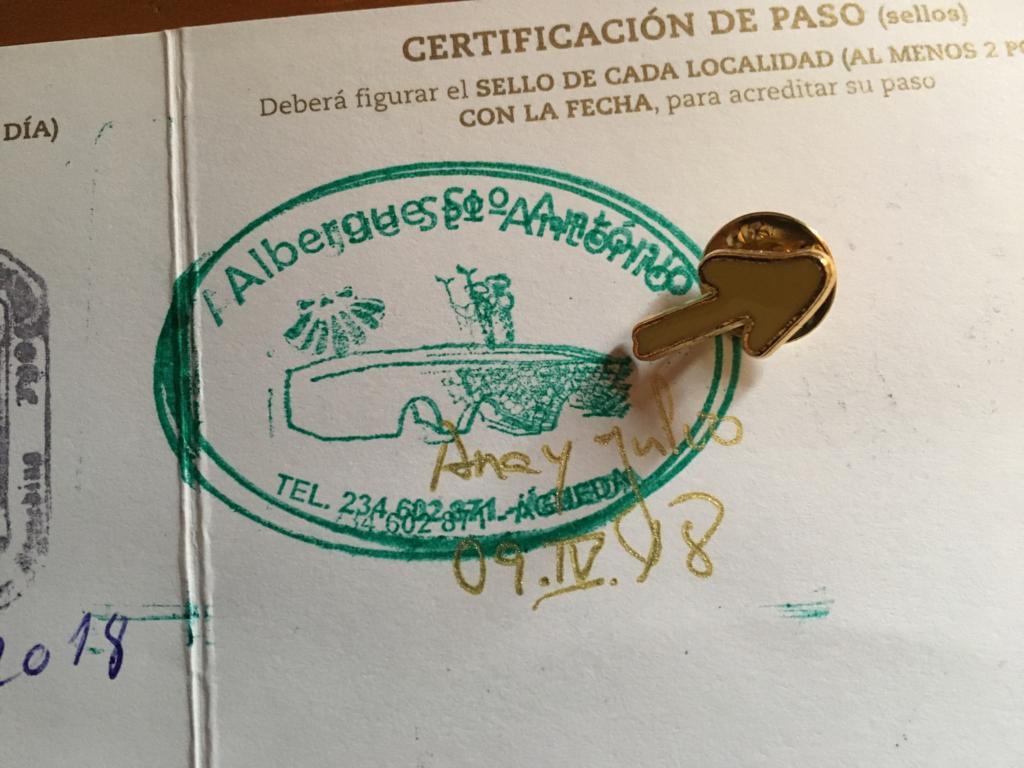 CERTIFICACIÓN DE PASO (sellos)
Deberá figurar el SELLO DE CADA LOCALIDAD (AL MENOS 2 PO
CON LA FECHA, para acreditar su paso
DÍA)
Albergue Stº António
TEL. 234 602 871 - ÁGUEDA
Ana y Julio
09.IV.18
2018